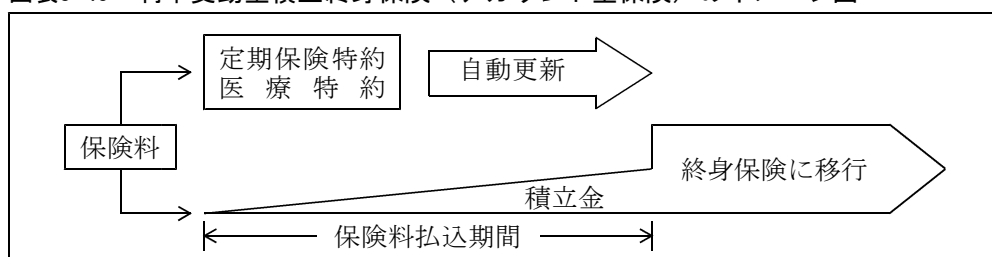 定期保険特約
医療特約
自動更新
保険料
終身保険に移行
積立金
保険料払込期間